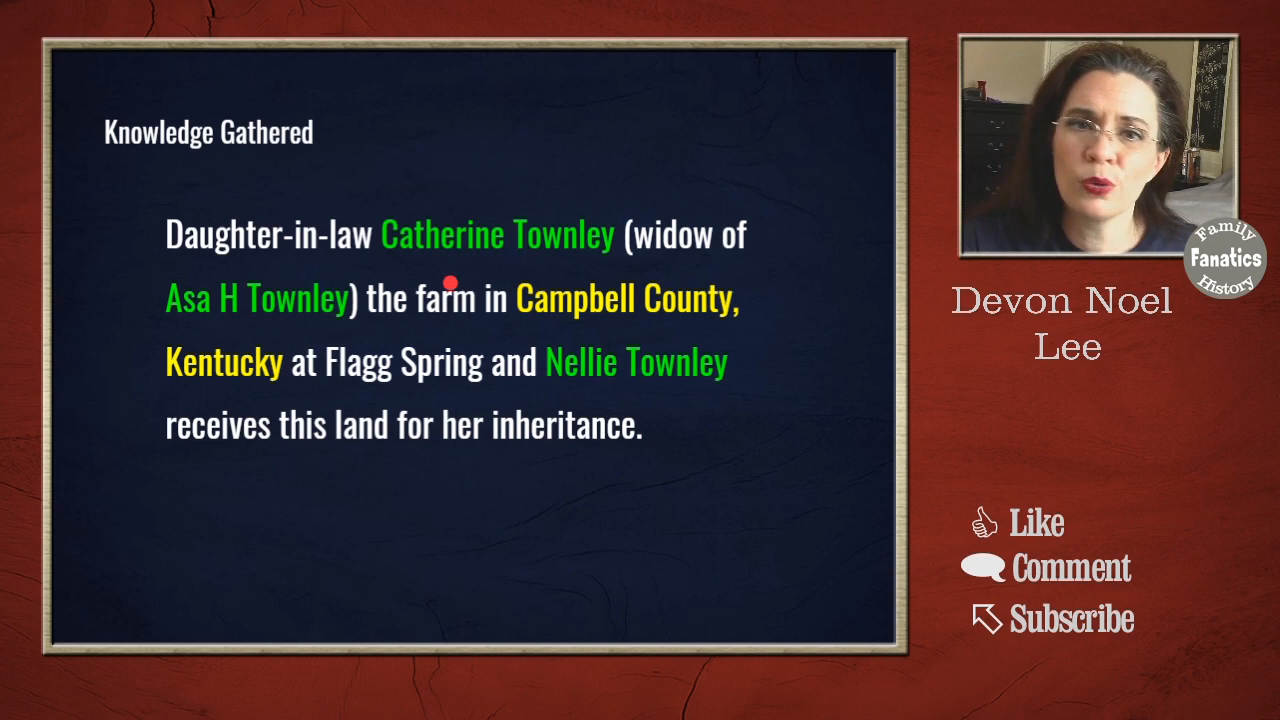 Knowledge Gathered
Daughter-in-law Catherine Townley (widow of
Asa H Townley) the farm in Campbell County,
Kentucky at Flagg Spring and Nellie Townley
receives this land for her inheritance.
Family
Fanatics
History
Devon Noel
Lee
Like
Comment
Subscribe